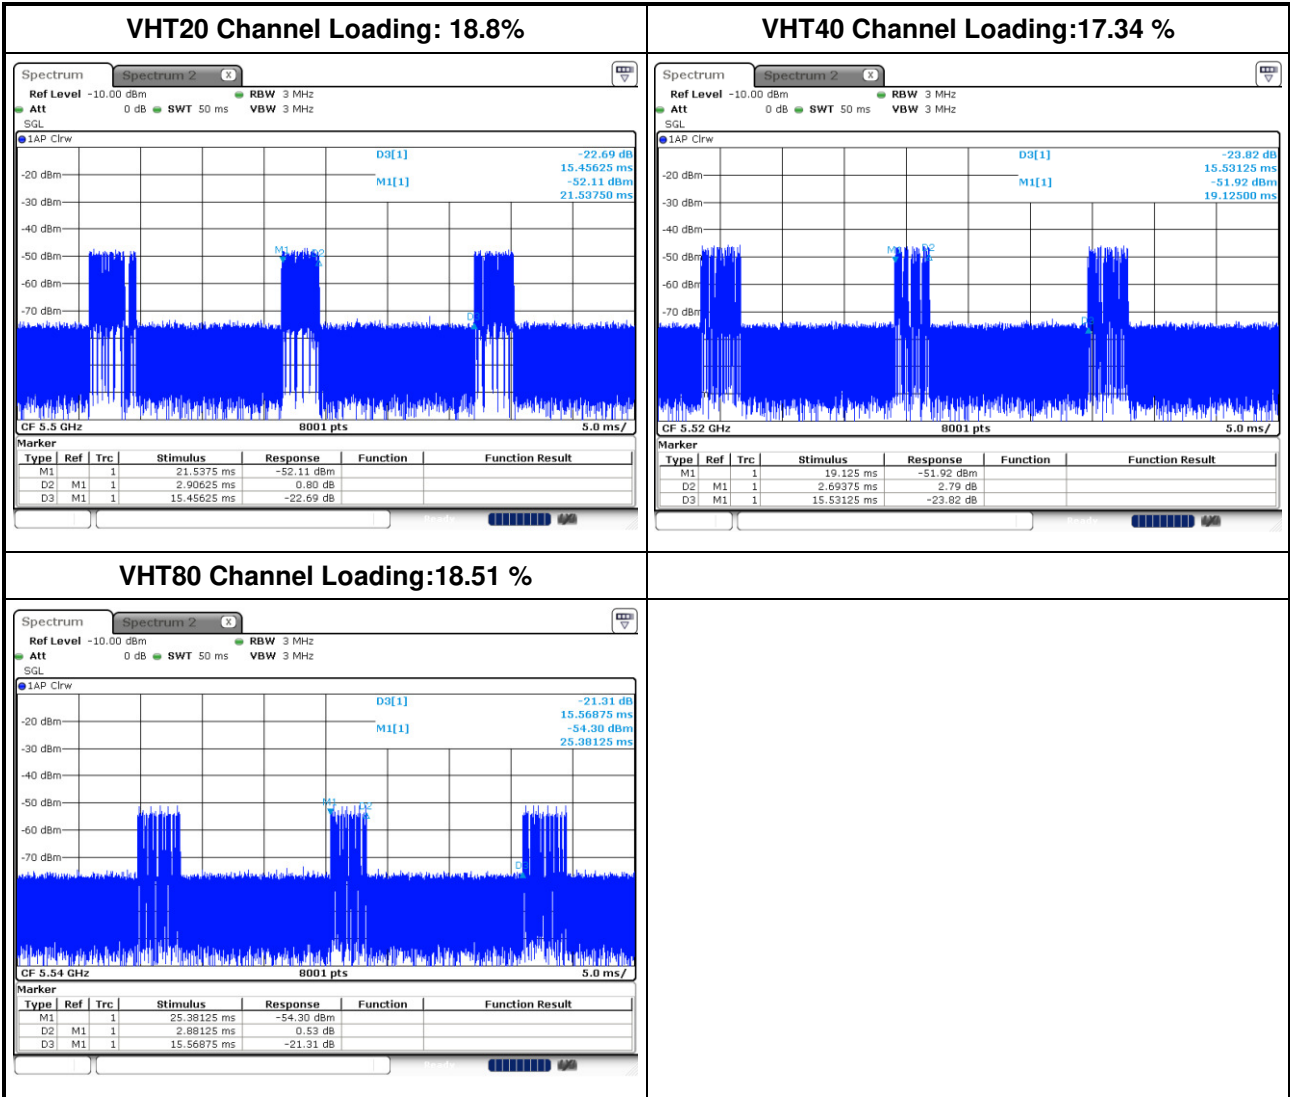 VHT20 Channel Loading: 18.8%
Spectrum Spectrum 2 X
Ref Level -10.00 dBm RBW 3 MHz
Att 0 dB SWT 50 ms VBW 3 MHz
SGL
1AP Clrw
D3[1] -22.69 dB
15.45625 ms
M1[1] -52.11 dBm
21.53750 ms
-20 dBm
-30 dBm
-40 dBm
-50 dBm
-60 dBm
-70 dBm
M1 D2
D3
CF 5.5 GHz 8001 pts 5.0 ms/
Marker
Type Ref Trc Stimulus Response Function Function Result
M1 1 21.5375 ms -52.11 dBm
D2 M1 1 2.90625 ms 0.80 dB
D3 M1 1 15.45625 ms -22.69 dB
VHT40 Channel Loading:17.34 %
Spectrum Spectrum 2 X
Ref Level -10.00 dBm RBW 3 MHz
Att 0 dB SWT 50 ms VBW 3 MHz
SGL
1AP Clrw
D3[1] -23.82 dB
15.53125 ms
M1[1] -51.92 dBm
19.12500 ms
-20 dBm
-30 dBm
-40 dBm
-50 dBm
-60 dBm
-70 dBm
D2
CF 5.52 GHz 8001 pts 5.0 ms/
Marker
Type Ref Trc Stimulus Response Function Function Result
M1 1 19.125 ms -51.92 dBm
D2 M1 1 2.69375 ms 2.79 dB
D3 M1 1 15.53125 ms -23.82 dB
VHT80 Channel Loading:18.51 %
Spectrum Spectrum 2 X
Ref Level -10.00 dBm RBW 3 MHz
Att 0 dB SWT 50 ms VBW 3 MHz
SGL
1AP Clrw
D3[1] -21.31 dB
15.56875 ms
M1[1] -54.30 dBm
25.38125 ms
-20 dBm
-30 dBm
-40 dBm
-50 dBm
-60 dBm
-70 dBm
M1 D2
CF 5.54 GHz 8001 pts 5.0 ms/
Marker
Type Ref Trc Stimulus Response Function Function Result
M1 1 25.38125 ms -54.30 dBm
D2 M1 1 2.88125 ms 0.53 dB
D3 M1 1 15.56875 ms -21.31 dB